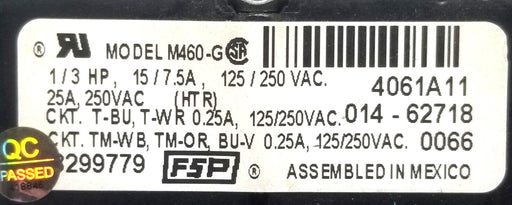 ® MODEL M460-G
1/3 HP, 15/7.5A, 125/250 VAC.
4061A11
25A, 250VAC (HTR)
CKT. T-BU, T-WR 0.25A, 125/250VAC. 014-62718
CKT. TM-WB, TM-OR, BU-V 0.25A, 125/250VAC. 0066
3299779 FSP ® ASSEMBLED IN MEXICO
QC
PASSED